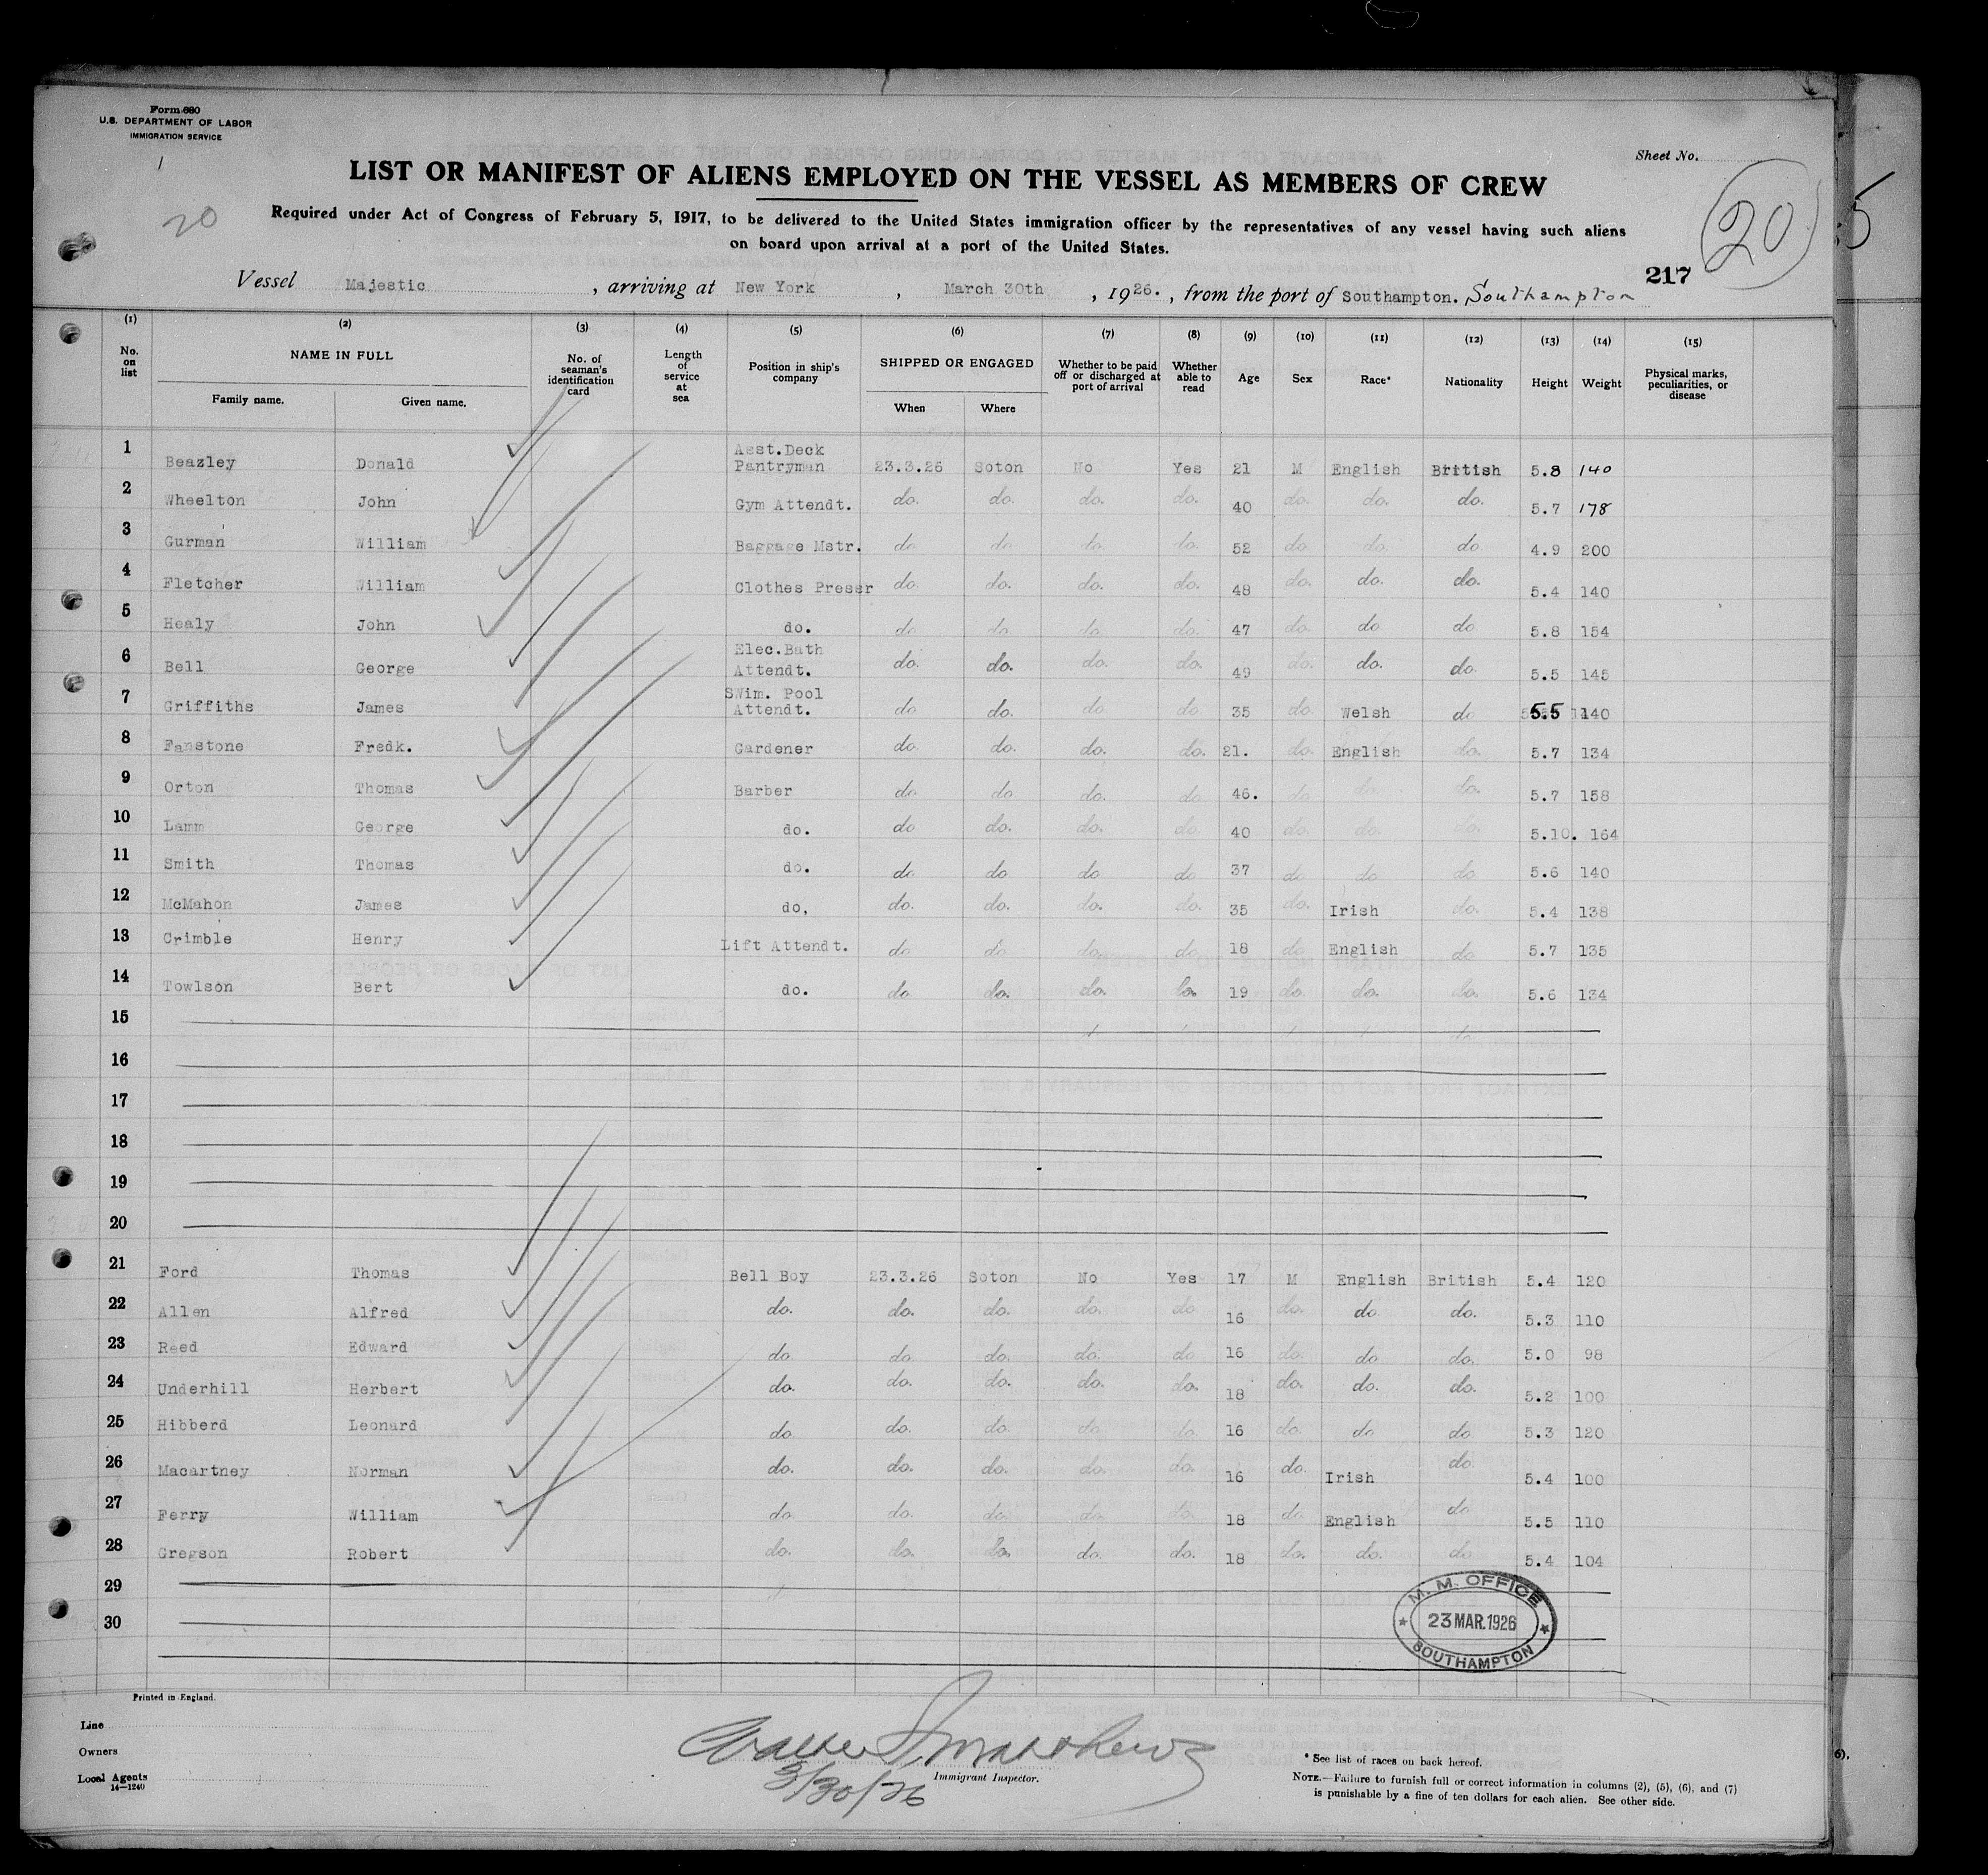 Form 680
U.S. DEPARTMENT OF LABOR
IMMIGRATION SERVICE
1
20
Sheet No.
LIST OR MANIFEST OF ALIENS EMPLOYED ON THE VESSEL AS MEMBERS OF CREW
20
5
Required under Act of Congress of February 5, 1917, to be delivered to the United States immigration officer by the representatives of any vessel having such aliens
on board upon arrival at a port of the United States.
217
Vessel Majestic , arriving at New York , March 30th , 1926. , from the port of Southampton. Southampton
(1) (2) (3) (4) (5) (6) (7) (8) (9) (10) (11) (12) (13) (14) (15)
No. on list NAME IN FULL No. of seaman's identification card Length of service at sea Position in ship's company SHIPPED OR ENGAGED Whether to be paid off or discharged at port of arrival Whether able to read Age Sex Race* Nationality Height Weight Physical marks, peculiarities, or disease
Family name. Given name. When Where
1 Beazley Donald Asst.Deck Pantryman 23.3.26 Soton No Yes 21 M English British 5.8 140
2 Wheelton John Gym Attendt. do. do. do. do. 40 do. do. do. 5.7 178
3 Gurman William Baggage Mstr. do do do. do. 52 do do do 4.9 200
4 Fletcher William Clothes Preser do. do. do. do. 48 do. do. do. 5.4 140
5 Healy John do. do do do do. 47 do. do do 5.8 154
6 Bell George Elec.Bath Attendt. do. do. do. do. 49 do. do. do. 5.5 145
7 Griffiths James SWim. Pool Attendt. do do. do do 35 do. Welsh do 5.5 140
8 Fanstone Fredk. Gardener do. do. do. do. 21. do. English do. 5.7 134
9 Orton Thomas Barber do do do. do 46. do do. do. 5.7 158
10 Lamm George do. do do. do. do. 40 do. do. do. 5.10. 164
11 Smith Thomas do. do. do do do 37 do do do 5.6 140
12 McMahon James do, do. do. do. do. 35 do. Irish do. 5.4 138
13 Crimble Henry Lift Attendt. do do do. do 18 do English do 5.7 135
14 Towlson Bert do. do. do. do. do. 19 do. do. do. 5.6 134
15
16
17
18
19
20
21 Ford Thomas Bell Boy 23.3.26 Soton No Yes 17 M English British 5.4 120
22 Allen Alfred do. do. do. do. do 16 do. do. do. 5.3 110
23 Reed Edward do do. do. do. do 16 do. do do. 5.0 98
24 Underhill Herbert do. do. do. do. do. 18 do. do. do. 5.2 100
25 Hibberd Leonard do do. do. do do. 16 do. do do 5.3 120
26 Macartney Norman do. do. do. do. do. 16 do. Irish do 5.4 100
27 Ferry William do. do. do. do. do. 18 do English do 5.5 110
28 Gregson Robert do. do. do. do. do. 18 do. do. do 5.4 104
29
30
M. M. OFFICE
23 MAR. 1926
SOUTHAMPTON
Printed in England.
Line
Owners
Local Agents
14—1240
Walter S. Matthews
3/30/26
Immigrant Inspector.
* See list of races on back hereof.
NOTE.—Failure to furnish full or correct information in columns (2), (5), (6), and (7)
is punishable by a fine of ten dollars for each alien. See other side.
6).